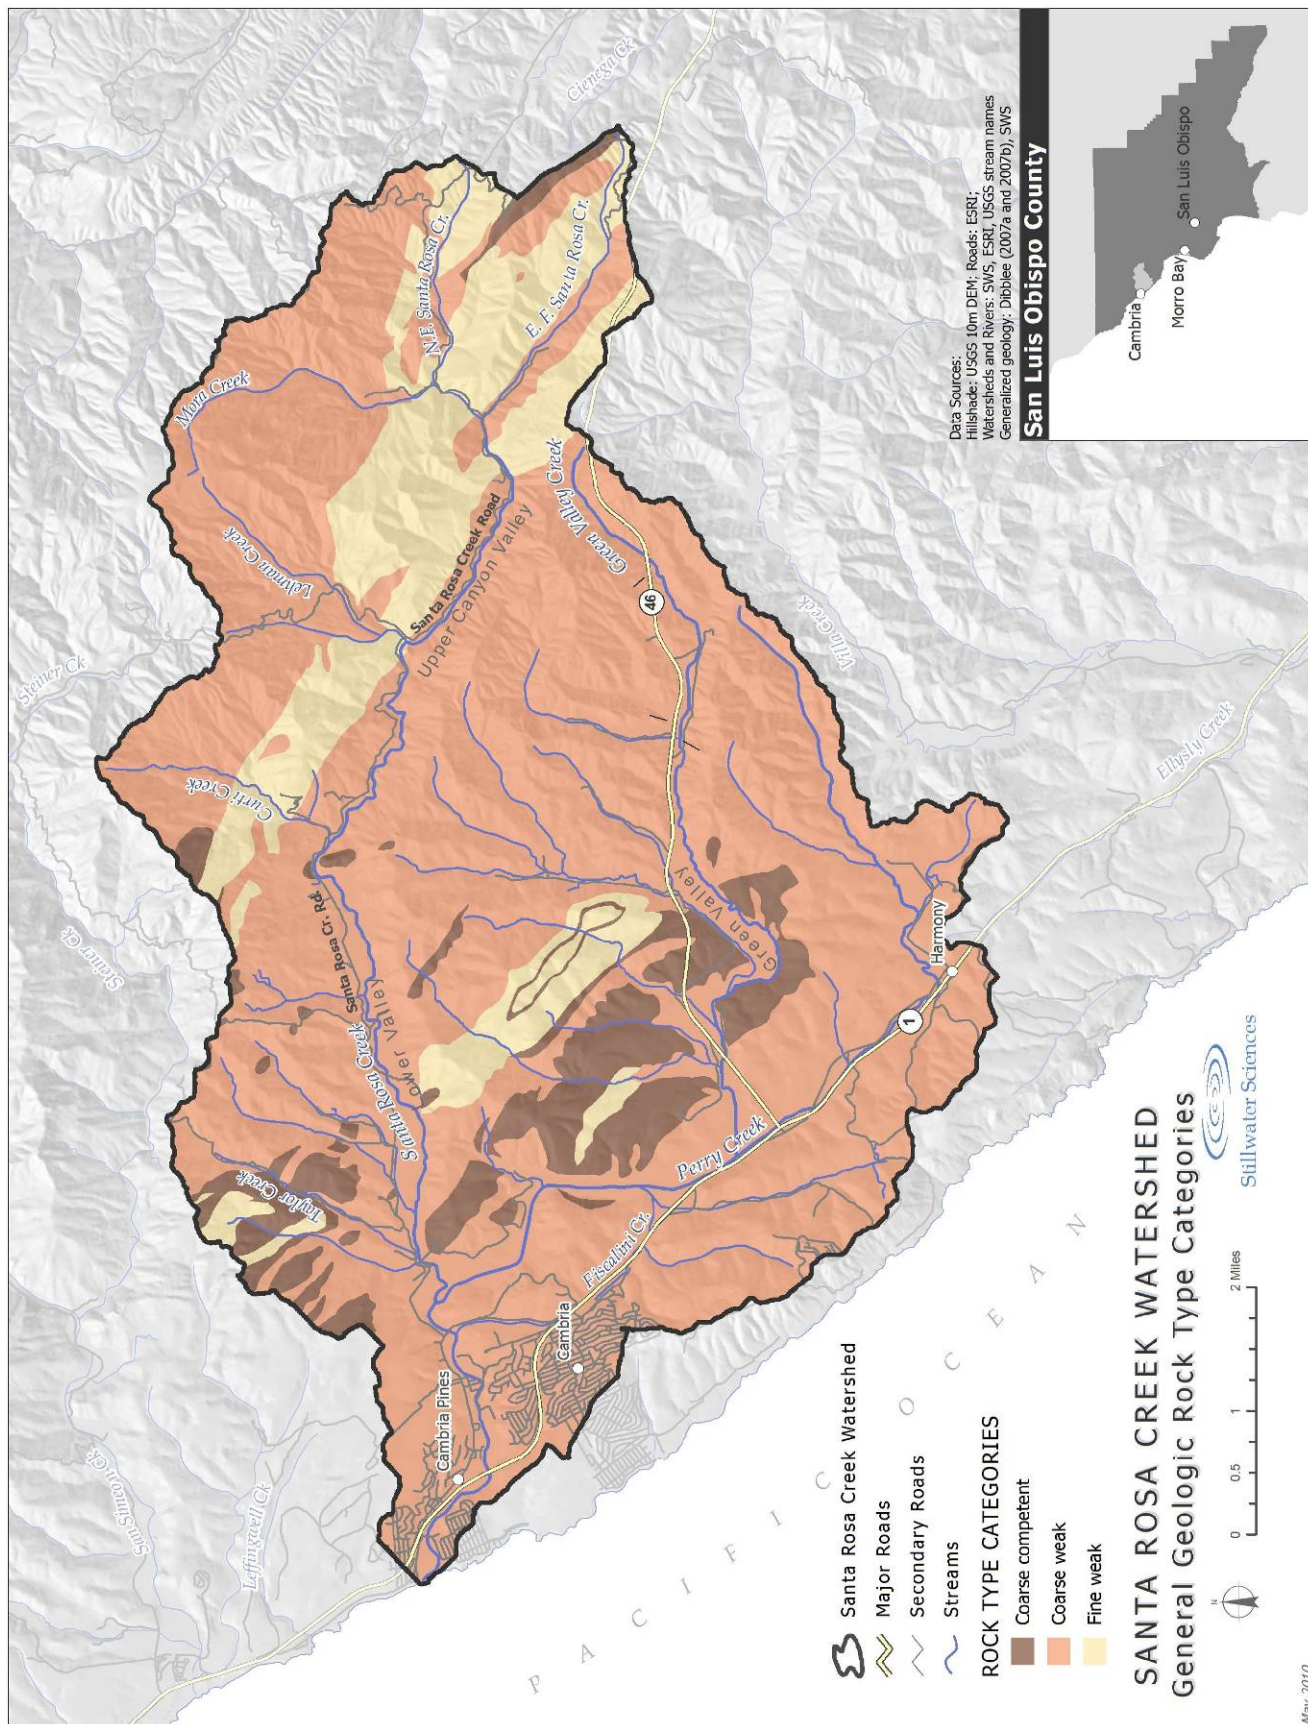 Cienega Ck
N.F. Santa Rosa Cr.
E. F. Santa Rosa Cr.
Mora Creek
Lehman Creek
Steiner Ck
Santa Rosa Creek Road
Upper Canyon Valley
Green Valley Creek
46
Villa Creek
Curti Creek
Steiner Ck
Santa Rosa Cr. Rd.
Santa Rosa Creek
Lower Valley
Green Valley
Harmony
Ellysly Creek
1
Taylor Creek
Perry Creek
Fiscalini Cr.
Cambria
Cambria Pines
San Simeon Ck
Leffingwell Ck
PACIFIC OCEAN
Data Sources:
Hillshade: USGS 10m DEM; Roads: ESRI;
Watersheds and Rivers: SWS, ESRI, USGS stream names
Generalized geology: Dibblee (2007a and 2007b), SWS
San Luis Obispo County
Cambria
Morro Bay
San Luis Obispo
Santa Rosa Creek Watershed
Major Roads
Secondary Roads
Streams
ROCK TYPE CATEGORIES
Coarse competent
Coarse weak
Fine weak
SANTA ROSA CREEK WATERSHED
General Geologic Rock Type Categories
N
0 0.5 1 2 Miles
Stillwater Sciences
May, 2010